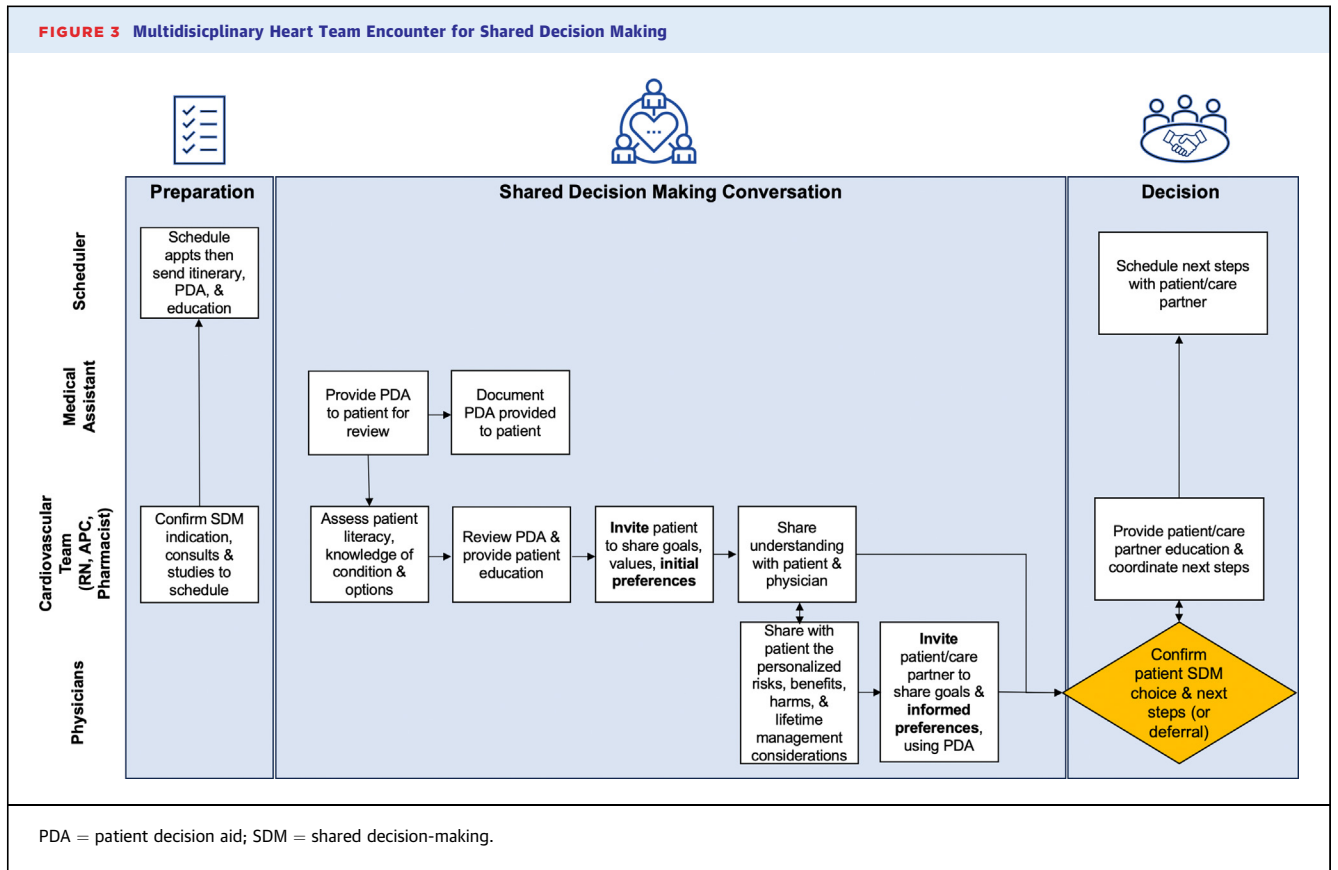 FIGURE 3 Multidisicplinary Heart Team Encounter for Shared Decision Making
Preparation
Shared Decision Making Conversation
Decision
Scheduler
Schedule
appts then
send itinerary,
PDA, &
education
Schedule next steps
with patient/care
partner
Medical
Assistant
Provide PDA
to patient for
review
Document
PDA provided
to patient
Cardiovascular
Team
(RN, APC,
Pharmacist)
Confirm SDM
indication,
consults &
studies to
schedule
Assess patient
literacy,
knowledge of
condition &
options
Review PDA &
provide patient
education
Invite patient
to share goals,
values, initial
preferences
Share
understanding
with patient &
physician
Provide patient/care
partner education &
coordinate next steps
Physicians
Share with
patient the
personalized
risks, benefits,
harms, &
lifetime
management
considerations
Invite
patient/care
partner to
share goals &
informed
preferences,
using PDA
Confirm
patient SDM
choice & next
steps (or
deferral)
PDA = patient decision aid; SDM = shared decision-making.